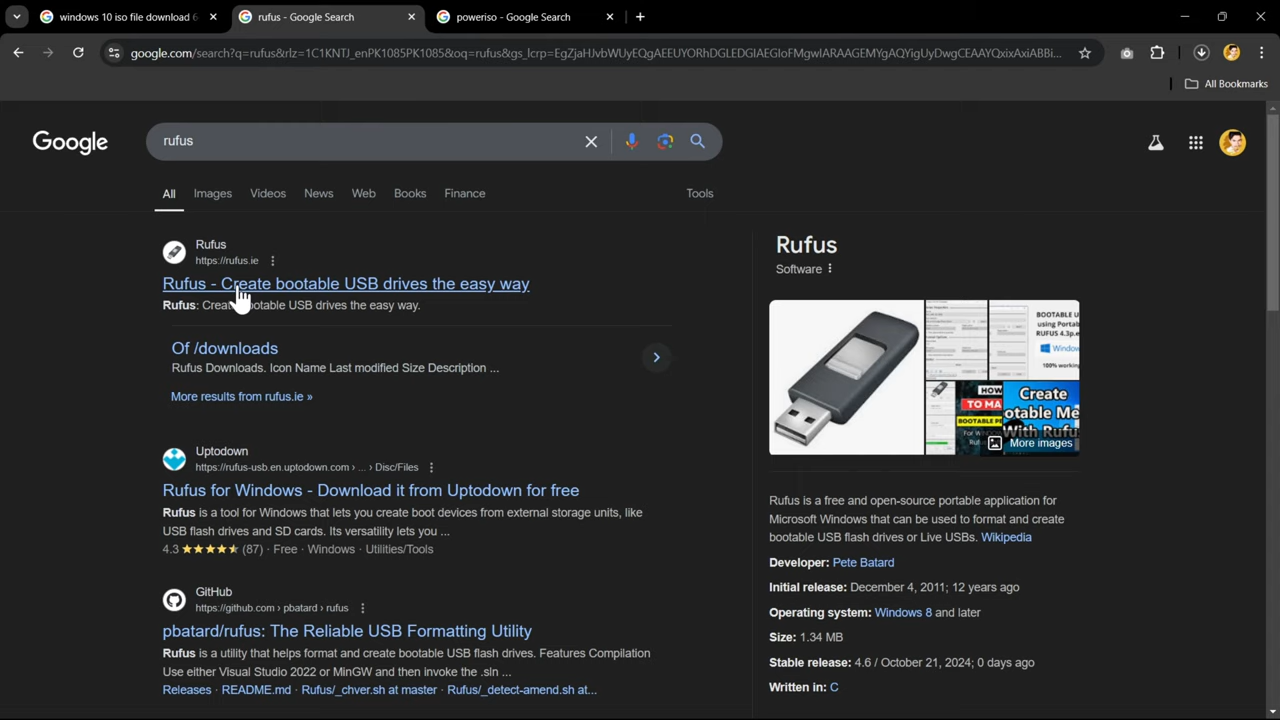 windows 10 iso file download 6
rufus - Google Search
poweriso - Google Search
google.com/search?q=rufus&rlz=1C1KNTJ_enPK1085PK1085&oq=rufus&gs_lcrp=
All Bookmarks
Google
rufus
All
Images
Videos
News
Web
Books
Finance
Tools
Rufus
https://rufus.ie
Rufus - Create bootable USB drives the easy way
Rufus: Create bootable USB drives the easy way.
Of /downloads
Rufus Downloads. Icon Name Last modified Size Description ...
More results from rufus.ie »
Uptodown
https://rufus-usb.en.uptodown.com › ... › Disc/Files
Rufus for Windows - Download it from Uptodown for free
Rufus is a tool for Windows that lets you create boot devices from external storage units, like
USB flash drives and SD cards. Its versatility lets you ...
4.3 ★★★★★ (87) · Free · Windows · Utilities/Tools
GitHub
https://github.com › pbatard › rufus
pbatard/rufus: The Reliable USB Formatting Utility
Rufus is a utility that helps format and create bootable USB flash drives. Features Compilation
Use either Visual Studio 2022 or MinGW and then invoke the .sln ...
Releases · README.md · Rufus/_chver.sh at master · Rufus/_detect-amend.sh at...
Rufus
Software
BOOTABLE U
using Portab
RUFUS 4.3p.e
Window
100% working
TO MA
BOOTABLE PE
Create
otable Me
With Rufu
More images
Rufus is a free and open-source portable application for
Microsoft Windows that can be used to format and create
bootable USB flash drives or Live USBs. Wikipedia
Developer: Pete Batard
Initial release: December 4, 2011; 12 years ago
Operating system: Windows 8 and later
Size: 1.34 MB
Stable release: 4.6 / October 21, 2024; 0 days ago
Written in: C